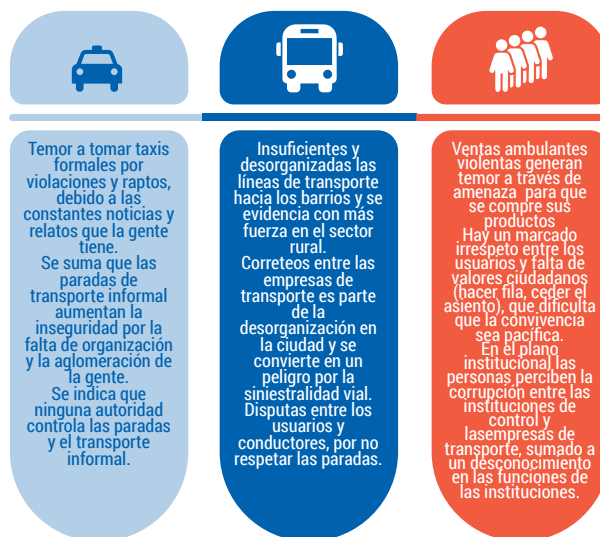 Temor a tomar taxis
formales por
violaciones y raptos,
debido a las
constantes noticias y
relatos que la gente
tiene.
Se suma que las
paradas de
transporte informal
aumentan la
inseguridad por la
falta de organización
y la aglomeración de
la gente.
Se indica que
ninguna autoridad
controla las paradas
y el transporte
informal.
Insuficientes y
desorganizadas las
líneas de transporte
hacia los barrios y se
evidencia con más
fuerza en el sector
rural.
Correteos entre las
empresas de
transporte es parte
de la
desorganización en
la ciudad y se
convierte en un
peligro por la
siniestralidad vial.
Disputas entre los
usuarios y
conductores, por no
respetar las paradas.
Ventas ambulantes
violentas generan
temor a través de
amenaza para que
se compre sus
productos
Hay un marcado
irrespeto entre los
usuarios y falta de
valores ciudadanos
(hacer fila, ceder el
asiento), que dificulta
que la convivencia
sea pacífica.
En el plano
institucional las
personas perciben la
corrupción entre las
instituciones de
control y
lasempresas de
transporte, sumado a
un desconocimiento
en las funciones de
las instituciones.